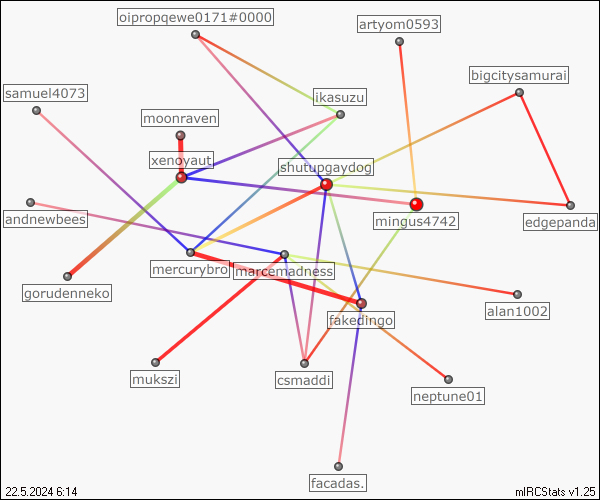 oipropqewe0171#0000
artyom0593
bigcitysamurai
samuel4073
ikasuzu
moonraven
xenoyaut
shutupgaydog
andnewbees
mingus4742
edgepanda
mercurybro
marcemadness
gorudenneko
alan1002
fakedingo
mukszi
csmaddi
neptune01
facadas.
22.5.2024 6:14
mIRCStats v1.25